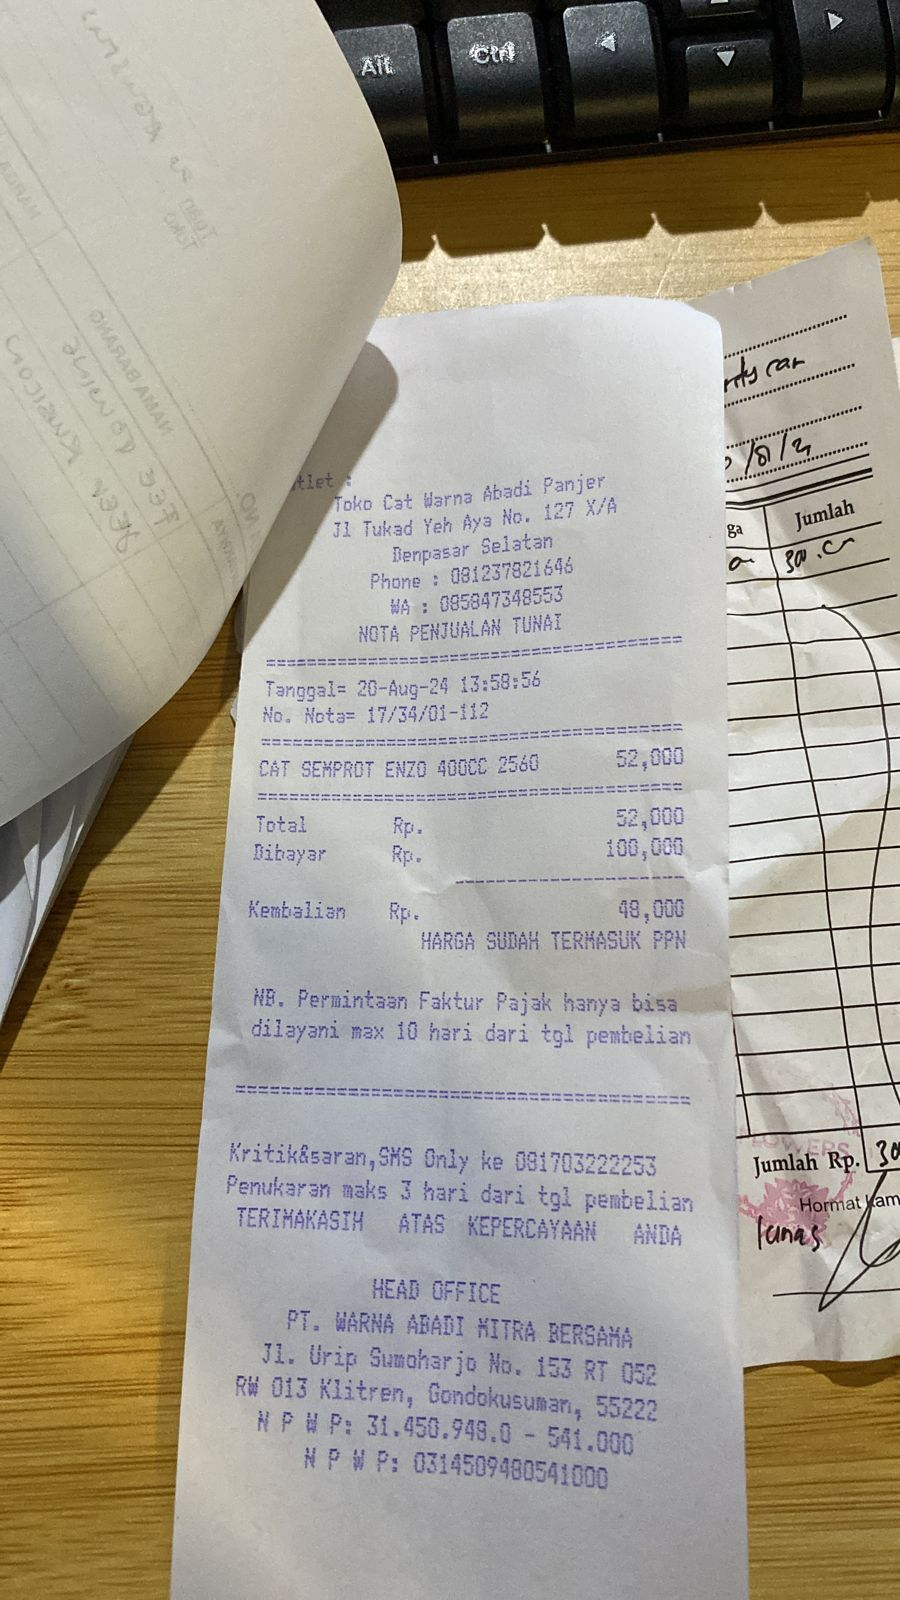 Alt
Ctrl
Toko Cat Warna Abadi Panjer
Jl Tukad Yeh Aya No. 127 X/A
Denpasar Selatan
Phone : 081237821646
WA : 085847348553
NOTA PENJUALAN TUNAI
Tanggal= 20-Aug-24 13:58:56
No. Nota= 17/34/01-112
CAT SEMPROT ENZO 400CC 2560 52,000
Total Rp. 52,000
Dibayar Rp. 100,000
Kembalian Rp. 48,000
HARGA SUDAH TERMASUK PPN
NB. Permintaan Faktur Pajak hanya bisa
dilayani max 10 hari dari tgl pembelian
Kritik&saran,SMS Only ke 081703222253
Penukaran maks 3 hari dari tgl pembelian
TERIMAKASIH ATAS KEPERCAYAAN ANDA
HEAD OFFICE
PT. WARNA ABADI MITRA BERSAMA
Jl. Urip Sumoharjo No. 153 RT 052
RW 013 Klitren, Gondokusuman, 55222
N P W P: 31.450.948.0 - 541.000
N P W P: 0314509480541000
Jumlah
Jumlah Rp.
Hormat
lunas